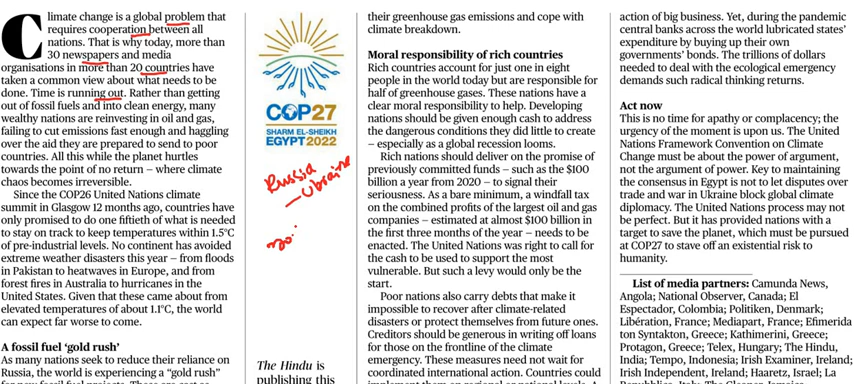 Climate change is a global problem that
requires cooperation between all
nations. That is why today, more than
30 newspapers and media
organisations in more than 20 countries have
taken a common view about what needs to be
done. Time is running out. Rather than getting
out of fossil fuels and into clean energy, many
wealthy nations are reinvesting in oil and gas,
failing to cut emissions fast enough and haggling
over the aid they are prepared to send to poor
countries. All this while the planet hurtles
towards the point of no return – where climate
chaos becomes irreversible.
Since the COP26 United Nations climate
summit in Glasgow 12 months ago, countries have
only promised to do one fiftieth of what is needed
to stay on track to keep temperatures within 1.5°C
of pre-industrial levels. No continent has avoided
extreme weather disasters this year – from floods
in Pakistan to heatwaves in Europe, and from
forest fires in Australia to hurricanes in the
United States. Given that these came about from
elevated temperatures of about 1.1°C, the world
can expect far worse to come.
A fossil fuel ‘gold rush’
As many nations seek to reduce their reliance on
Russia, the world is experiencing a “gold rush”
COP27
SHARM EL-SHEIKH
EGYPT 2022
Russia
– Ukraine
The Hindu is
publishing this
their greenhouse gas emissions and cope with
climate breakdown.
Moral responsibility of rich countries
Rich countries account for just one in eight
people in the world today but are responsible for
half of greenhouse gases. These nations have a
clear moral responsibility to help. Developing
nations should be given enough cash to address
the dangerous conditions they did little to create
– especially as a global recession looms.
Rich nations should deliver on the promise of
previously committed funds – such as the $100
billion a year from 2020 – to signal their
seriousness. As a bare minimum, a windfall tax
on the combined profits of the largest oil and gas
companies – estimated at almost $100 billion in
the first three months of the year – needs to be
enacted. The United Nations was right to call for
the cash to be used to support the most
vulnerable. But such a levy would only be the
start.
Poor nations also carry debts that make it
impossible to recover after climate-related
disasters or protect themselves from future ones.
Creditors should be generous in writing off loans
for those on the frontline of the climate
emergency. These measures need not wait for
coordinated international action. Countries could
action of big business. Yet, during the pandemic
central banks across the world lubricated states’
expenditure by buying up their own
governments’ bonds. The trillions of dollars
needed to deal with the ecological emergency
demands such radical thinking returns.
Act now
This is no time for apathy or complacency; the
urgency of the moment is upon us. The United
Nations Framework Convention on Climate
Change must be about the power of argument,
not the argument of power. Key to maintaining
the consensus in Egypt is not to let disputes over
trade and war in Ukraine block global climate
diplomacy. The United Nations process may not
be perfect. But it has provided nations with a
target to save the planet, which must be pursued
at COP27 to stave off an existential risk to
humanity.
List of media partners: Camunda News,
Angola; National Observer, Canada; El
Espectador, Colombia; Politiken, Denmark;
Libération, France; Mediapart, France; Efimerida
ton Syntakton, Greece; Kathimerini, Greece;
Protagon, Greece; Telex, Hungary; The Hindu,
India; Tempo, Indonesia; Irish Examiner, Ireland;
Irish Independent, Ireland; Haaretz, Israel; La